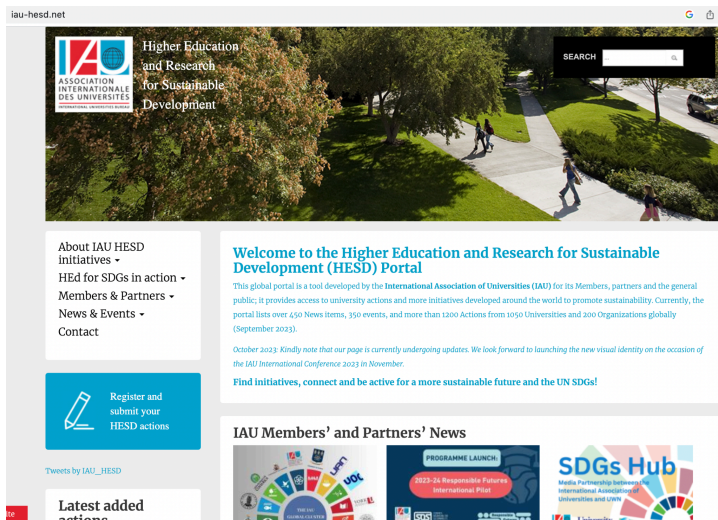 iau-hesd.net
IAU
ASSOCIATION
INTERNATIONALE
DES UNIVERSITÉS
INTERNATIONAL UNIVERSITIES BUREAU
Higher Education
and Research
for Sustainable
Development
SEARCH
About IAU HESD
initiatives
HEd for SDGs in action
Members & Partners
News & Events
Contact
Register and
submit your
HESD actions
Tweets by IAU_HESD
Latest added
actions
Welcome to the Higher Education and Research for Sustainable
Development (HESD) Portal
This global portal is a tool developed by the International Association of Universities (IAU) for its Members, partners and the general
public; it provides access to university actions and more initiatives developed around the world to promote sustainability. Currently, the
portal lists over 450 News items, 350 events, and more than 1200 Actions from 1050 Universities and 200 Organizations globally
(September 2023).
October 2023: Kindly note that our page is currently undergoing updates. We look forward to launching the new visual identity on the occasion of
the IAU International Conference 2023 in November.
Find initiatives, connect and be active for a more sustainable future and the UN SDGs!
IAU Members' and Partners' News
THE IAU
GLOBAL CLUSTER
UOL
PROGRAMME LAUNCH:
2023-24 Responsible Futures
International Pilot
SOS
SDGs Hub
Media Partnership between the
International Association of
Universities and UWN
University